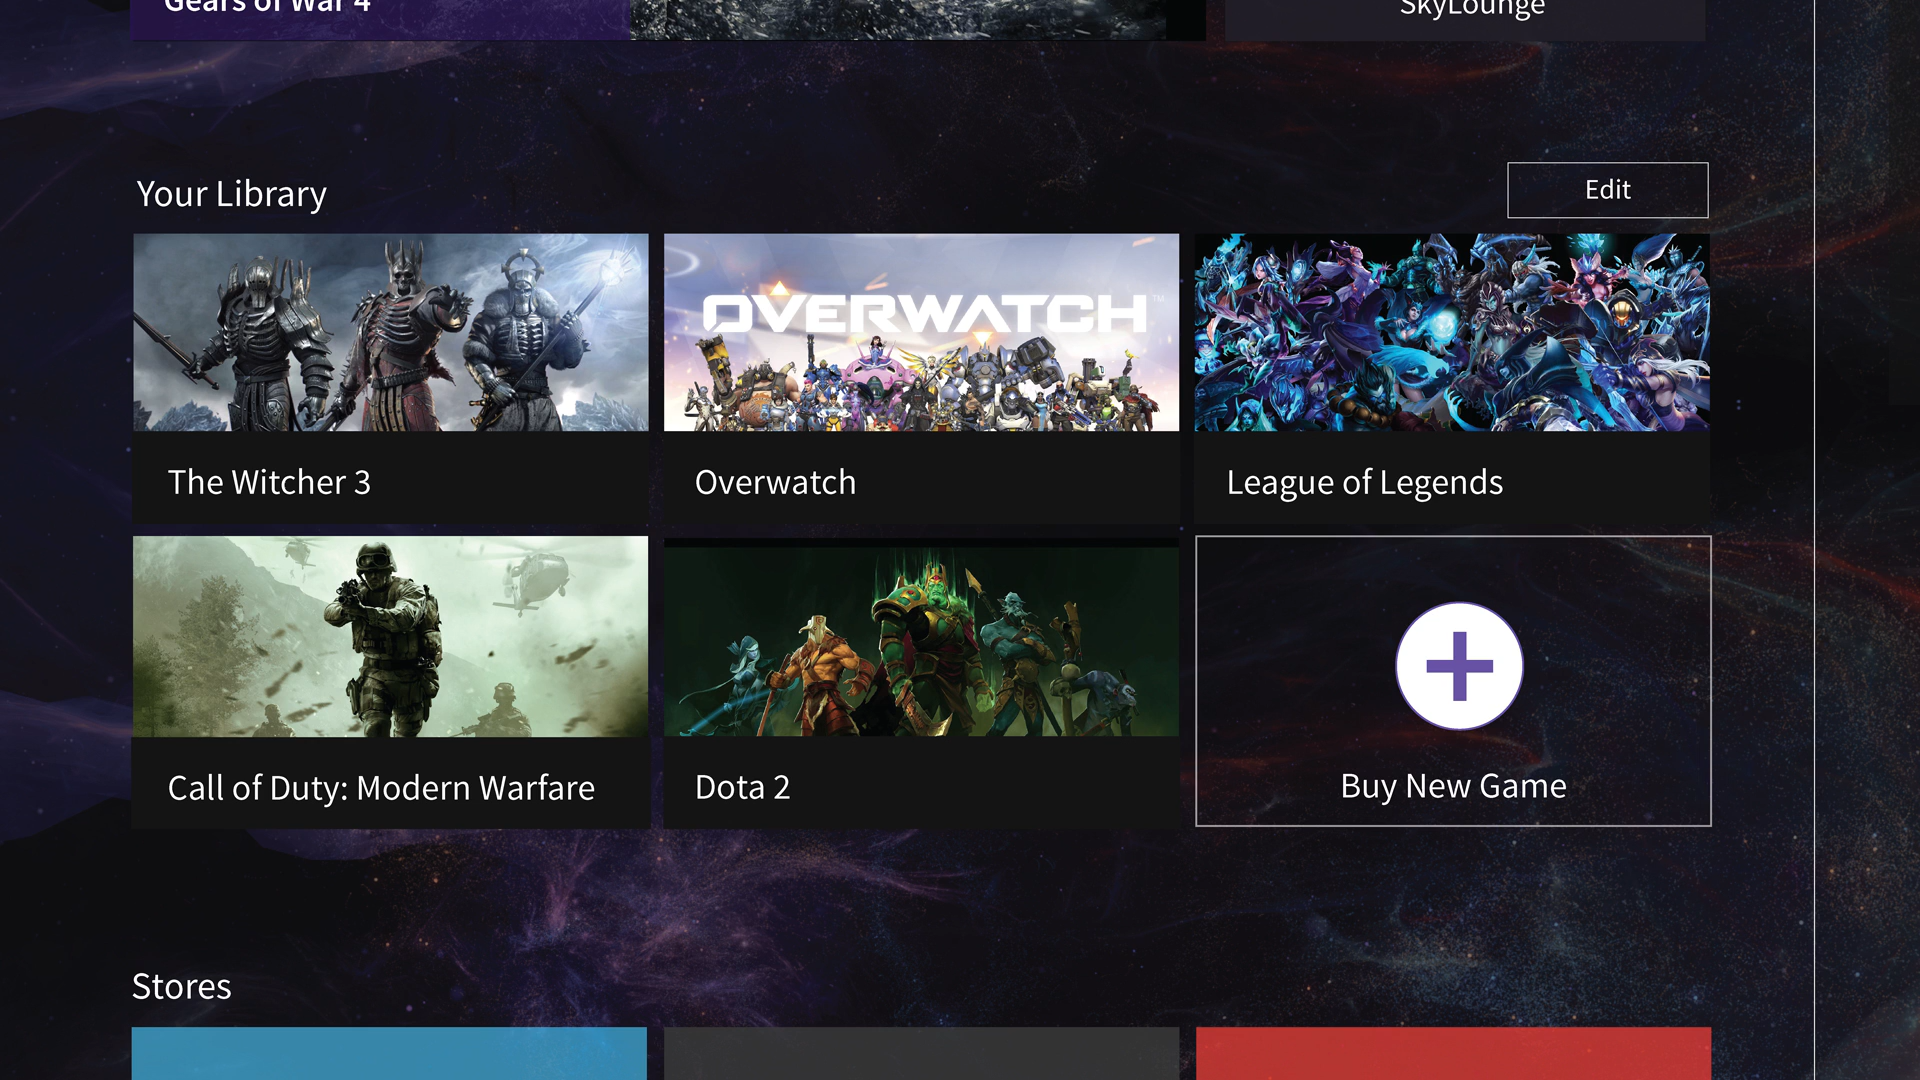 Gears of War 4
SkyLounge
Your Library
Edit
OVERWATCH™
The Witcher 3
Overwatch
League of Legends
Call of Duty: Modern Warfare
Dota 2
Buy New Game
Stores